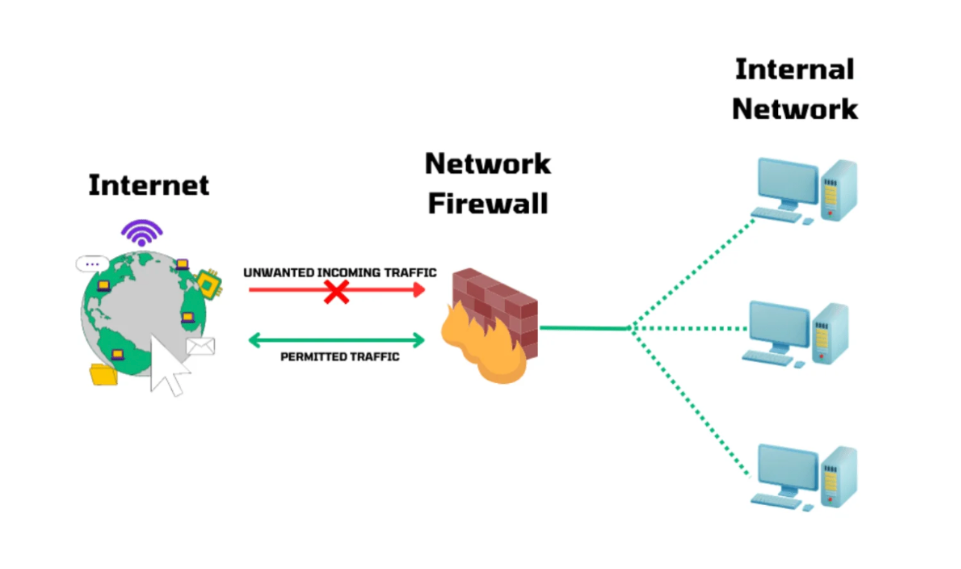 Internet
UNWANTED INCOMING TRAFFIC
PERMITTED TRAFFIC
Network
Firewall
Internal
Network